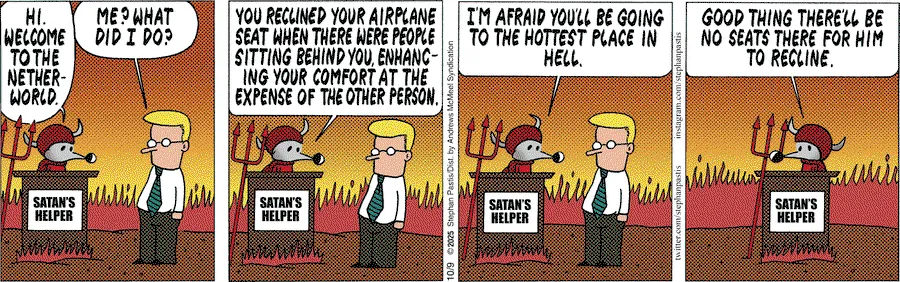 HI.
WELCOME
TO THE
NETHER-
WORLD.
ME? WHAT
DID I DO?
SATAN'S
HELPER
YOU RECLINED YOUR AIRPLANE
SEAT WHEN THERE WERE PEOPLE
SITTING BEHIND YOU, ENHANC-
ING YOUR COMFORT AT THE
EXPENSE OF THE OTHER PERSON.
SATAN'S
HELPER
10/9 © 2025 Stephan Pastis/Dist. by Andrews McMeel Syndication
I'M AFRAID YOU'LL BE GOING
TO THE HOTTEST PLACE IN
HELL.
SATAN'S
HELPER
twitter.com/stephanpastis instagram.com/stephanpastis
GOOD THING THERE'LL BE
NO SEATS THERE FOR HIM
TO RECLINE.
SATAN'S
HELPER